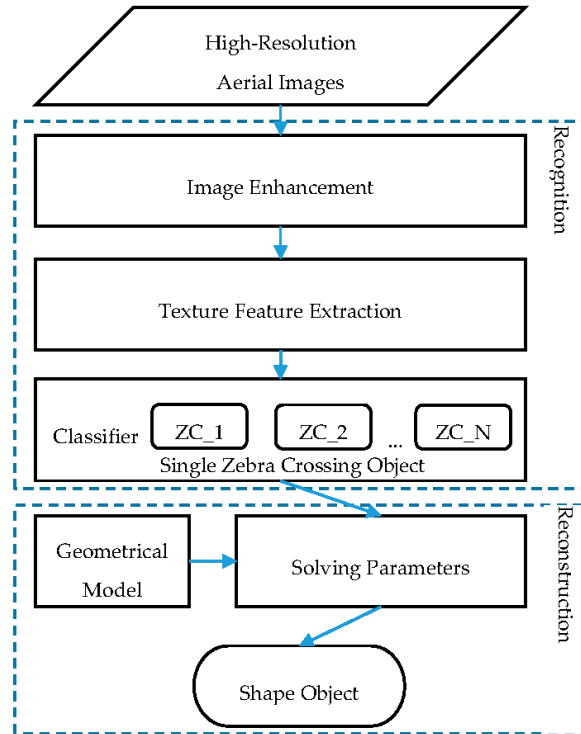 High-Resolution
Aerial Images
Recognition
Image Enhancement
Texture Feature Extraction
Classifier
ZC_1
ZC_2
...
ZC_N
Single Zebra Crossing Object
Reconstruction
Geometrical
Model
Solving Parameters
Shape Object